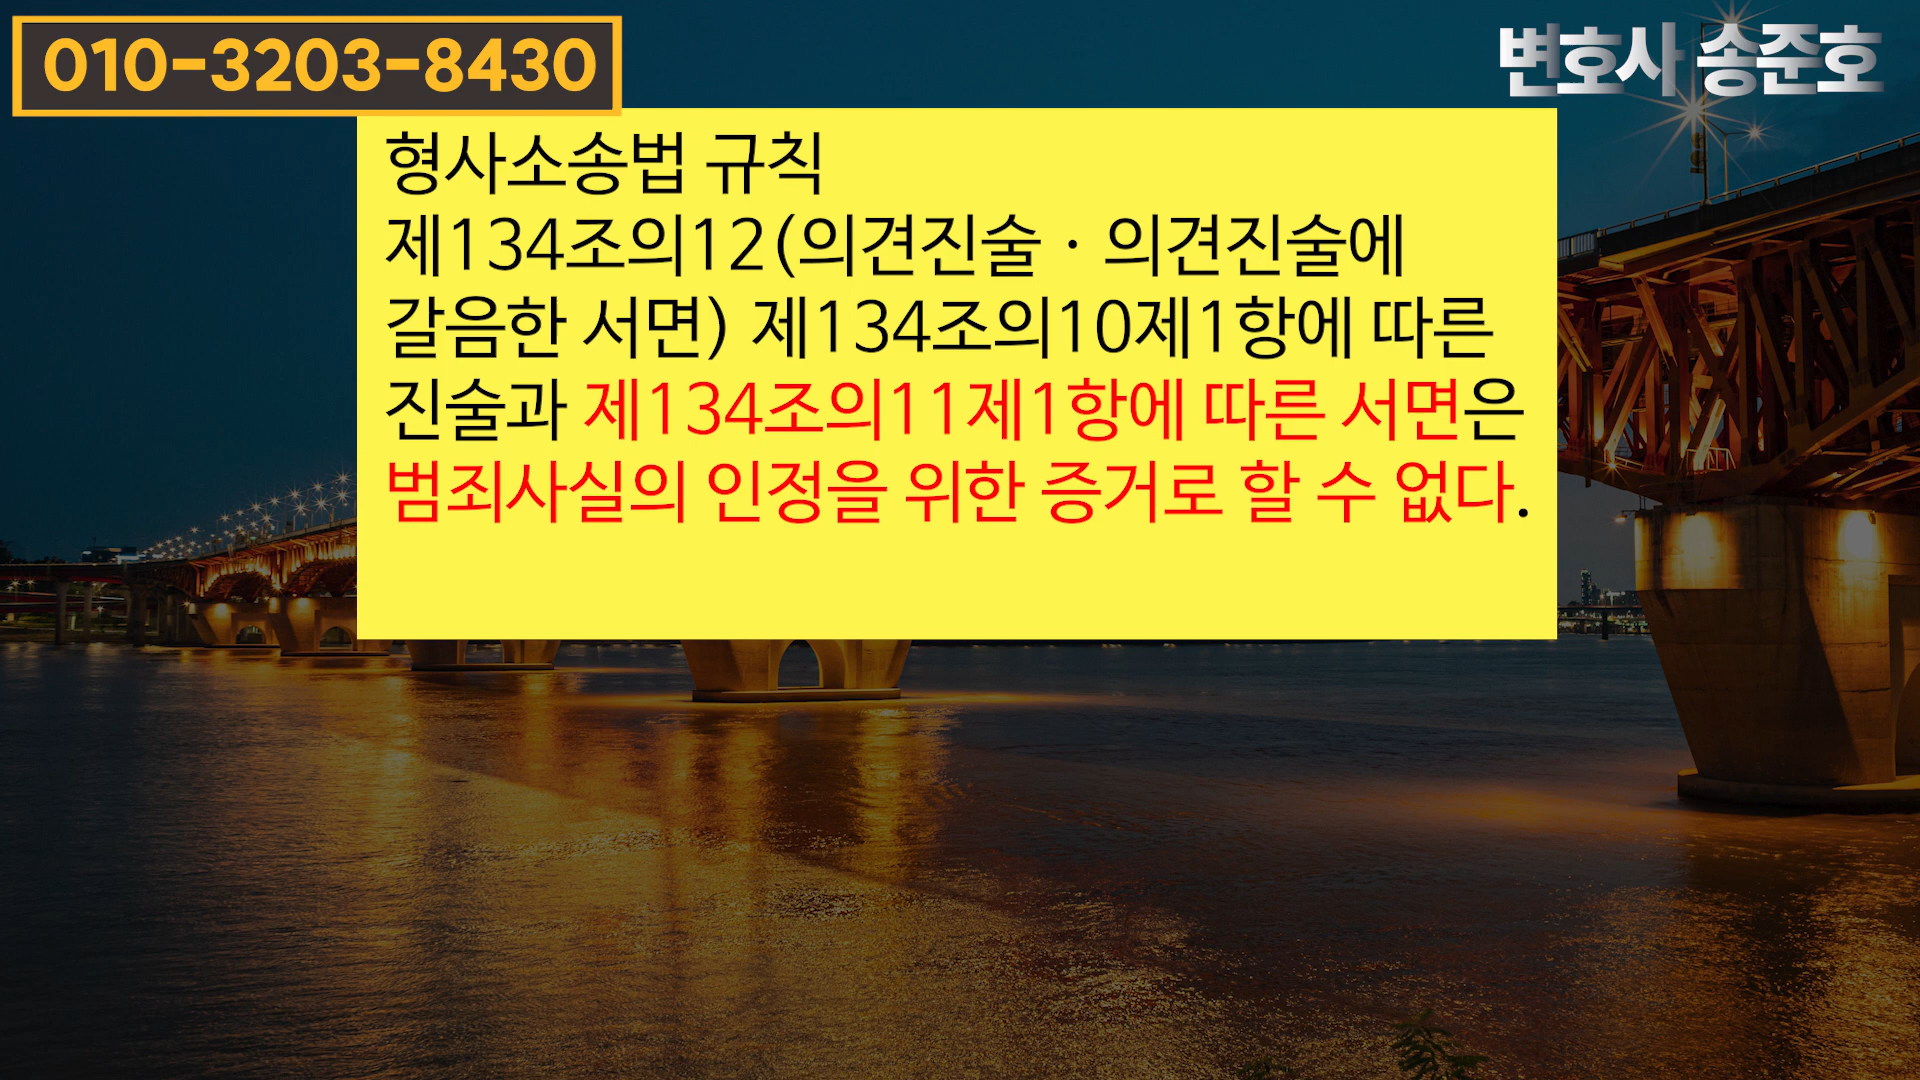 010-3203-8430
변호사 송준호
형사소송법 규칙
제134조의12(의견진술 · 의견진술에
갈음한 서면) 제134조의10제1항에 따른
진술과 제134조의11제1항에 따른 서면은
범죄사실의 인정을 위한 증거로 할 수 없다.